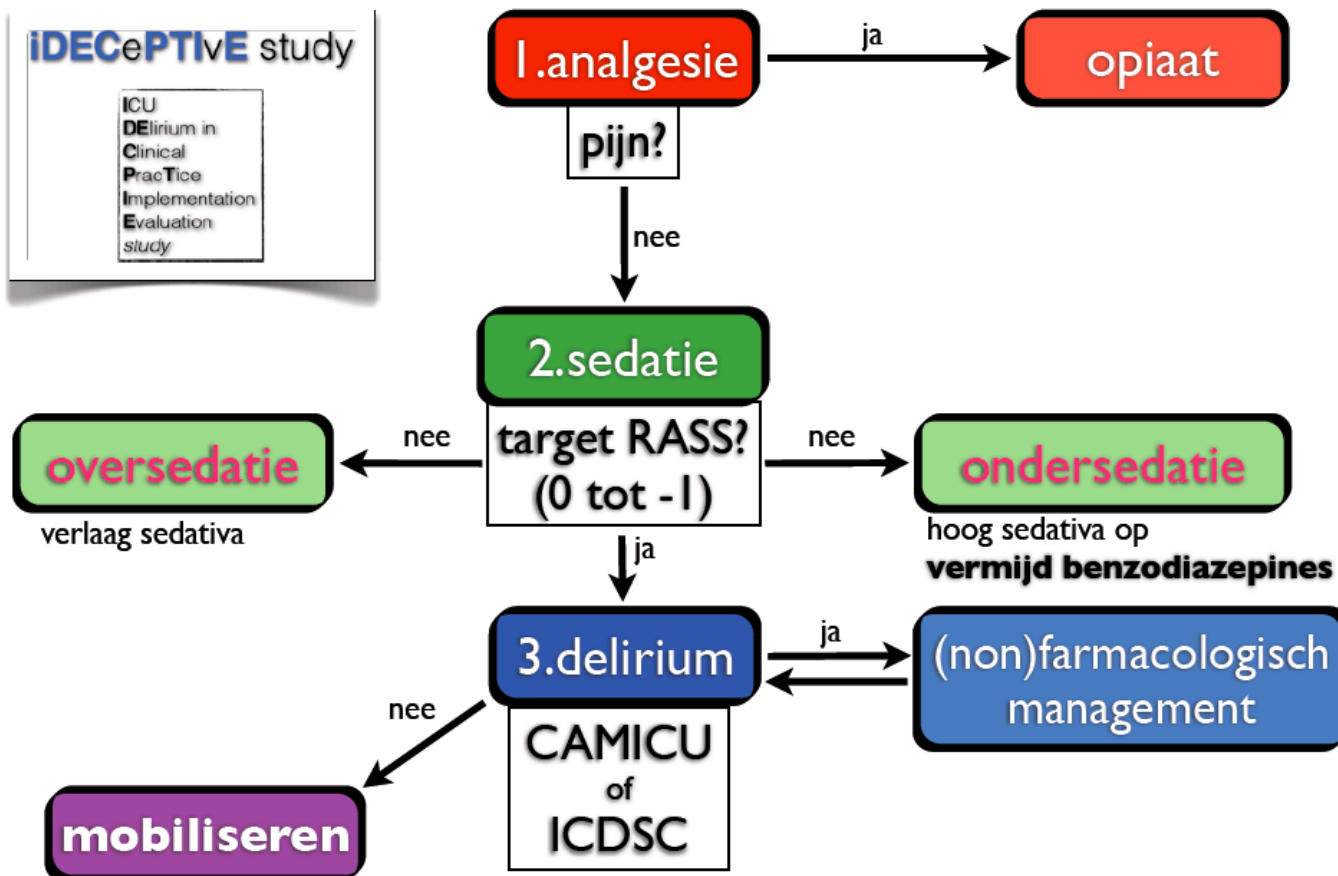 iDECePTIvE study
ICU
DElirium in
Clinical
PracTice
Implementation
Evaluation
study
1.analgesie
ja
opiaat
pijn?
nee
2.sedatie
nee
target RASS?
(0 tot -1)
nee
oversedatie
verlaag sedativa
ondersedatie
hoog sedativa op
vermijd benzodiazepines
ja
3.delirium
ja
(non)farmacologisch
management
nee
CAMICU
of
ICDSC
mobiliseren